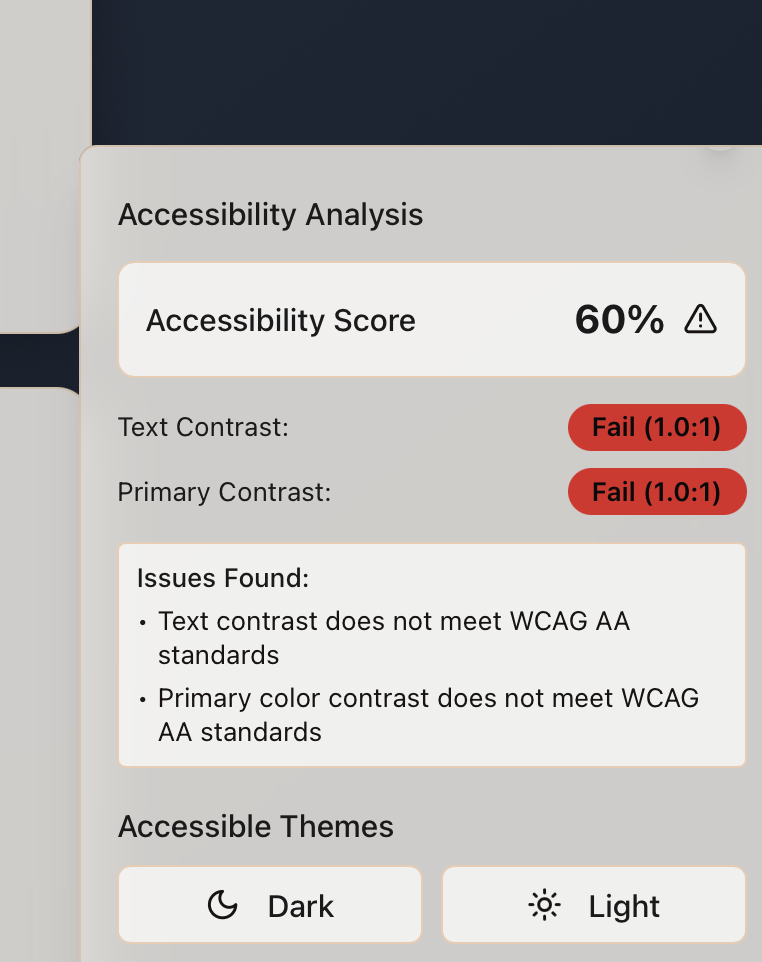 Accessibility Analysis
Accessibility Score 60%
Text Contrast: Fail (1.0:1)
Primary Contrast: Fail (1.0:1)
Issues Found:
• Text contrast does not meet WCAG AA
standards
• Primary color contrast does not meet WCAG
AA standards
Accessible Themes
Dark Light